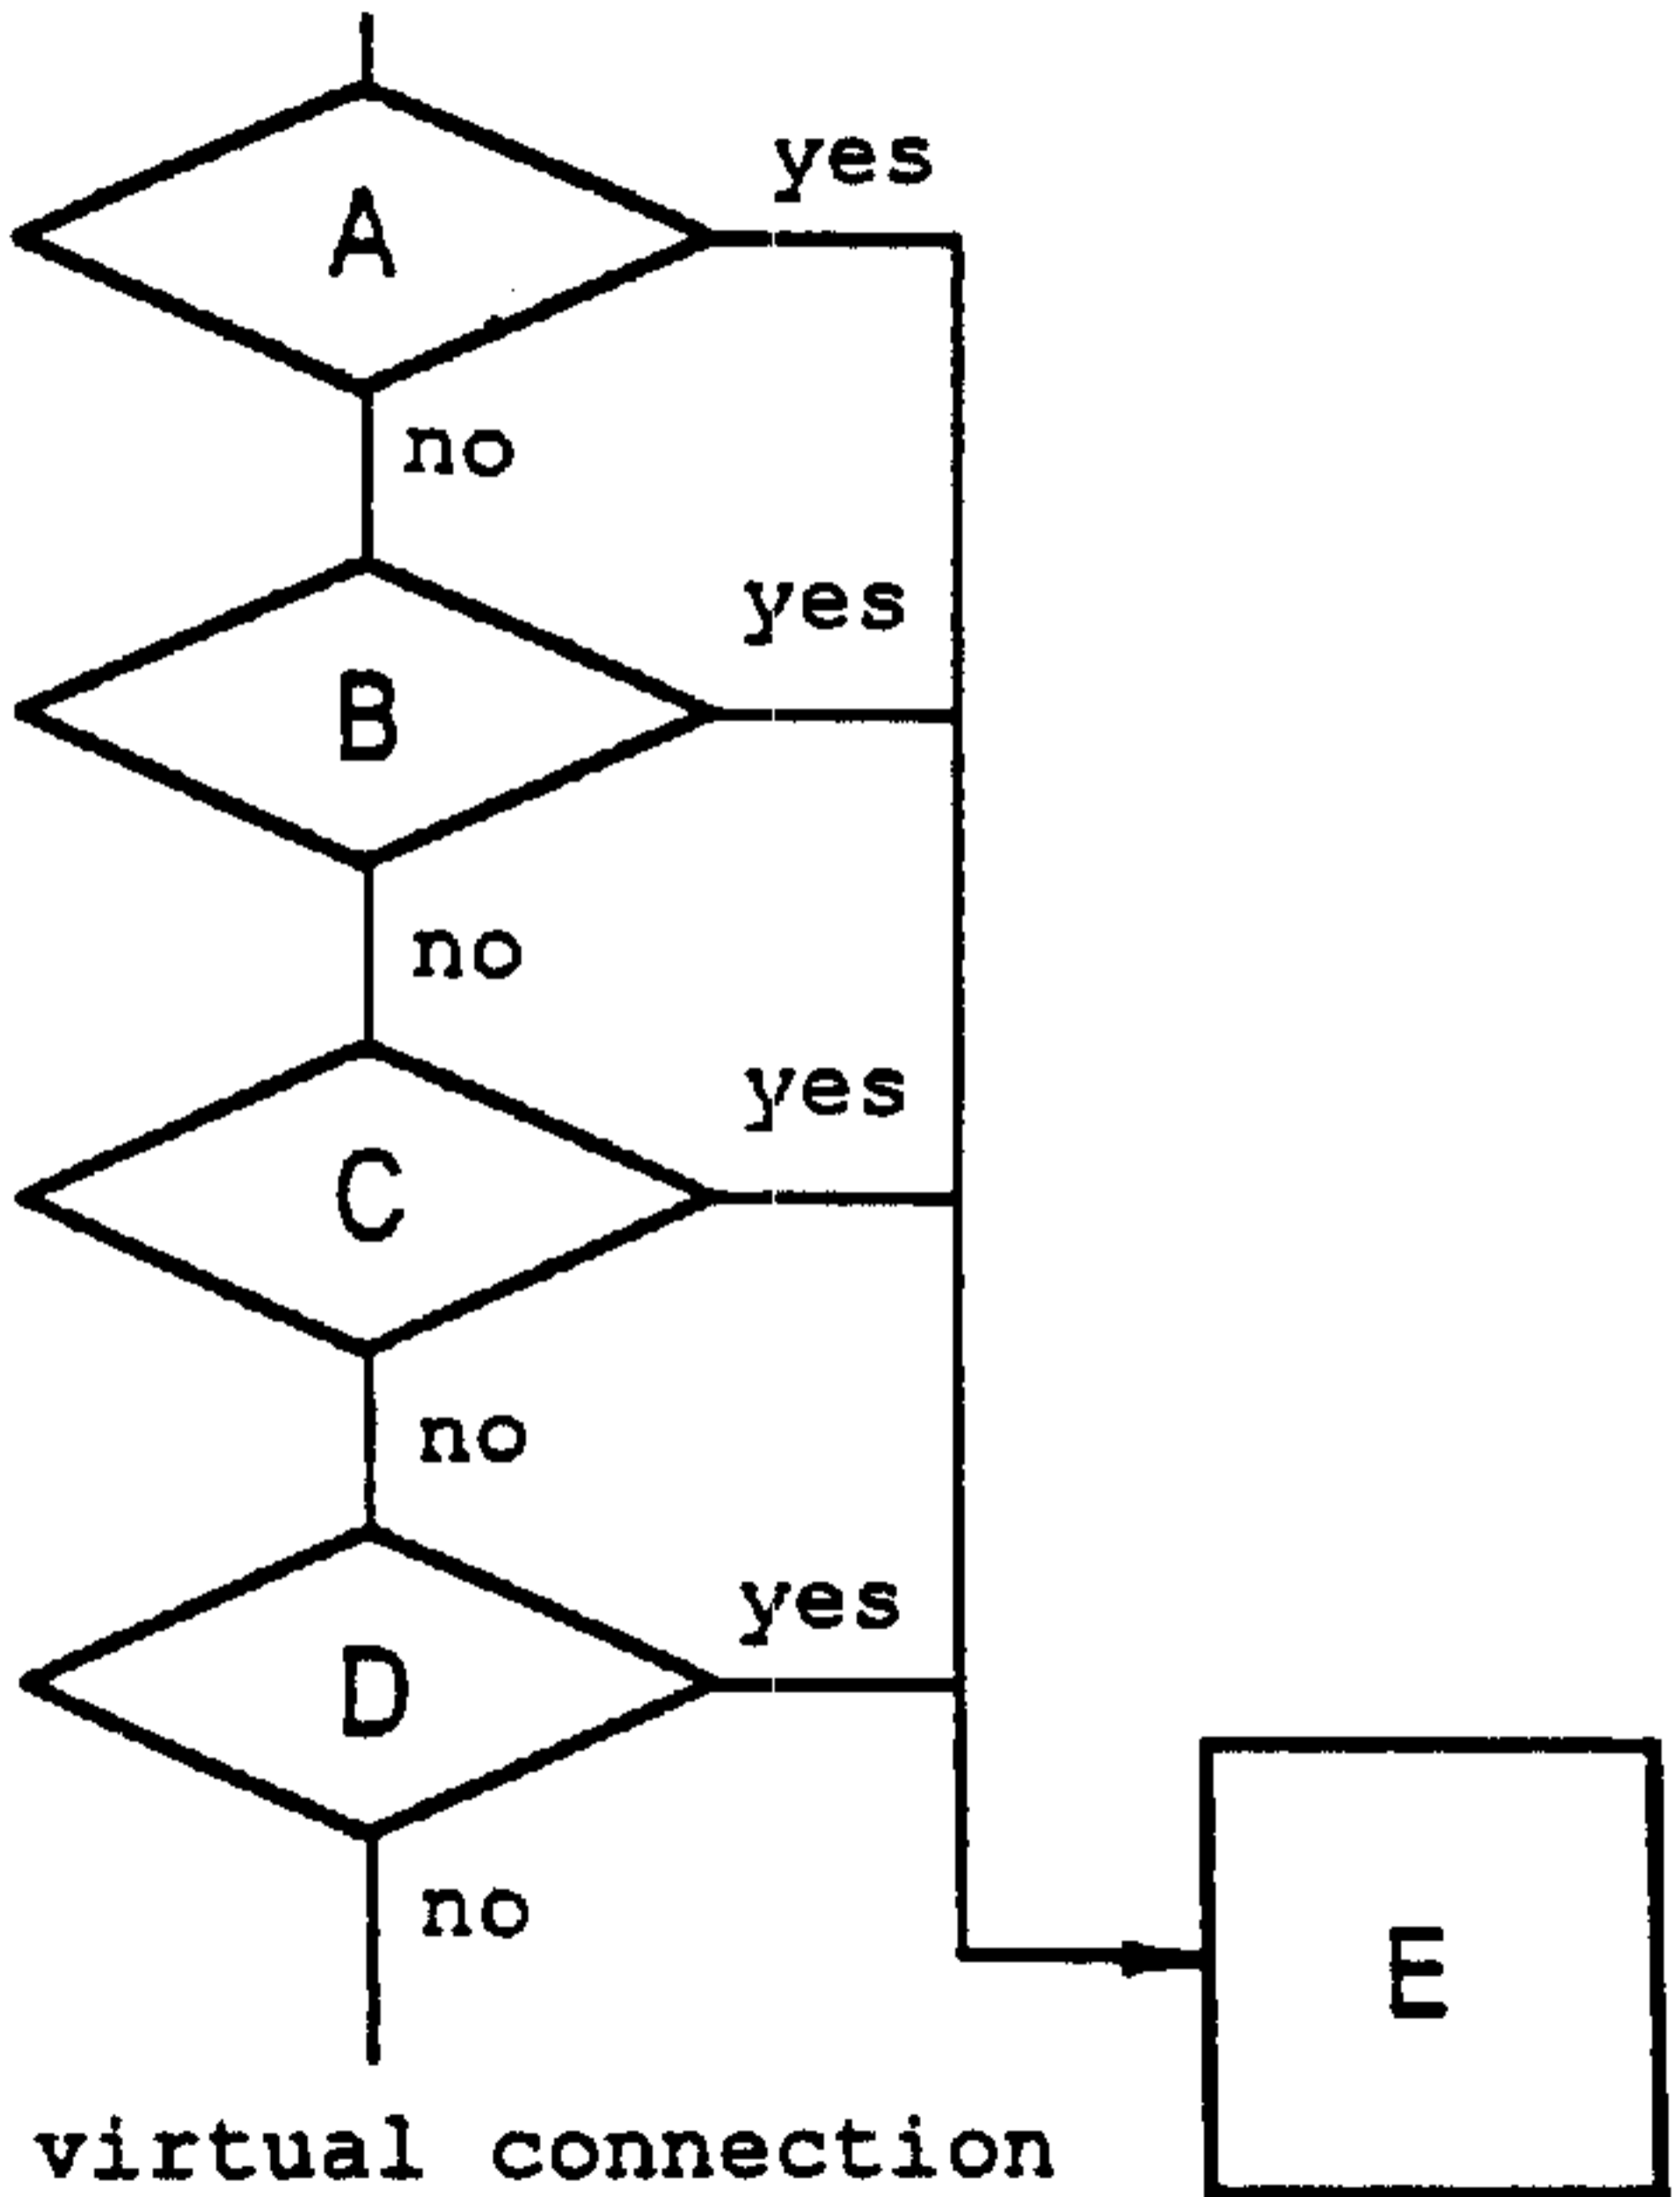 yes
A
no
yes
B
no
yes
C
no
yes
D
no
E
virtual connection